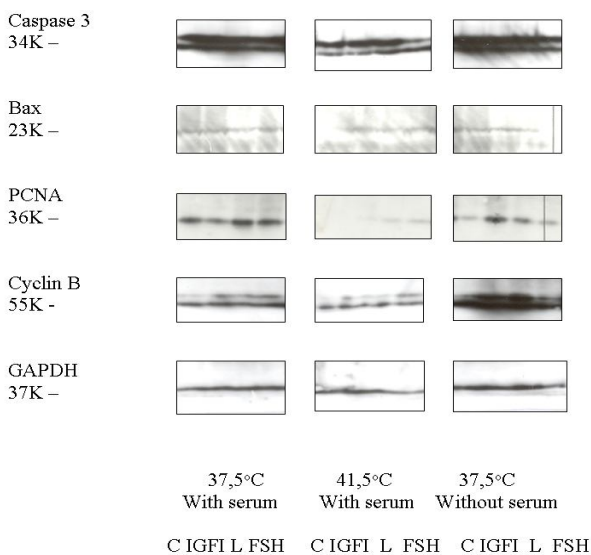 Caspase 3
34K –
Bax
23K –
PCNA
36K –
Cyclin B
55K -
GAPDH
37K –
37,5°C 41,5°C 37,5°C
With serum With serum Without serum
C IGFI L FSH C IGFI L FSH C IGFI L FSH